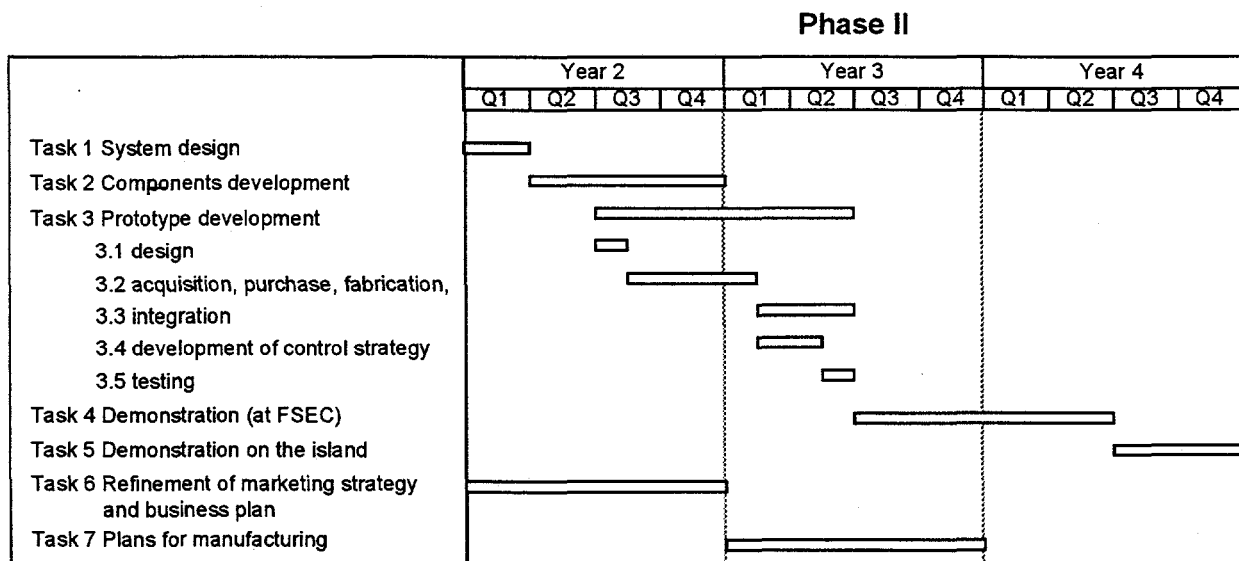 Phase II
Year 2 Year 3 Year 4
Q1 Q2 Q3 Q4 Q1 Q2 Q3 Q4 Q1 Q2 Q3 Q4
Task 1 System design
Task 2 Components development
Task 3 Prototype development
3.1 design
3.2 acquisition, purchase, fabrication,
3.3 integration
3.4 development of control strategy
3.5 testing
Task 4 Demonstration (at FSEC)
Task 5 Demonstration on the island
Task 6 Refinement of marketing strategy
and business plan
Task 7 Plans for manufacturing